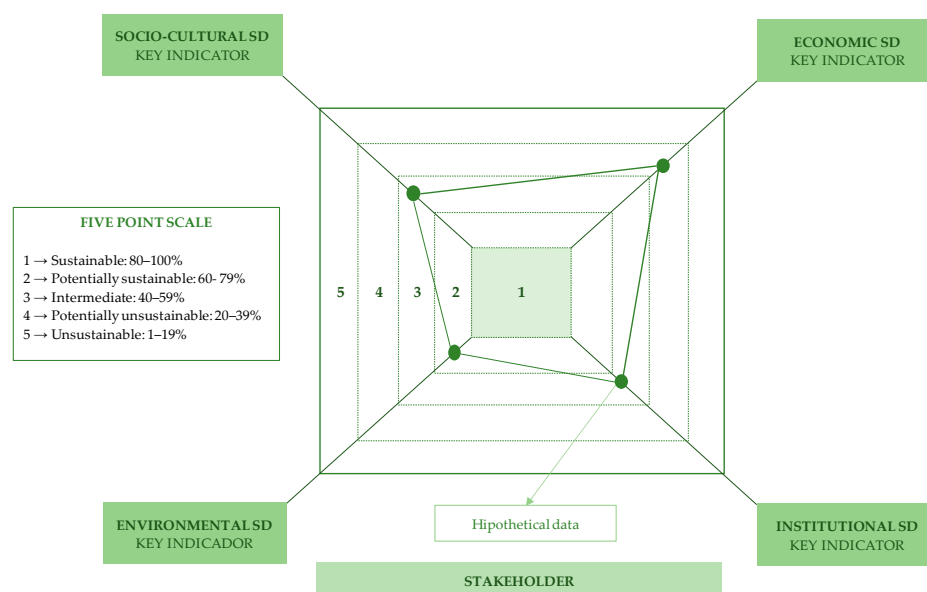 SOCIO-CULTURAL SD
KEY INDICATOR
ECONOMIC SD
KEY INDICATOR
FIVE POINT SCALE
1 → Sustainable: 80–100%
2 → Potentially sustainable: 60- 79%
3 → Intermediate: 40–59%
4 → Potentially unsustainable: 20–39%
5 → Unsustainable: 1–19%
5 4 3 2 1
Hipothetical data
ENVIRONMENTAL SD
KEY INDICADOR
INSTITUTIONAL SD
KEY INDICATOR
STAKEHOLDER